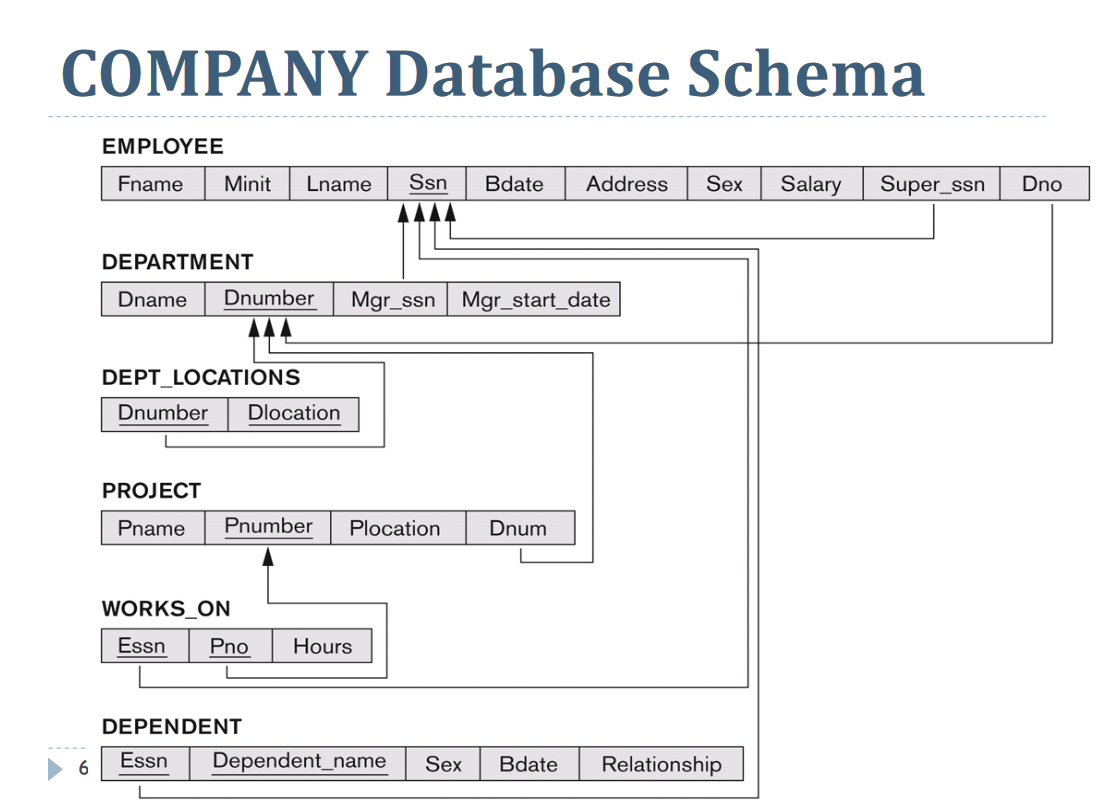 COMPANY Database Schema
EMPLOYEE
Fname Minit Lname Ssn Bdate Address Sex Salary Super_ssn Dno
DEPARTMENT
Dname Dnumber Mgr_ssn Mgr_start_date
DEPT_LOCATIONS
Dnumber Dlocation
PROJECT
Pname Pnumber Plocation Dnum
WORKS_ON
Essn Pno Hours
DEPENDENT
Essn Dependent_name Sex Bdate Relationship
6